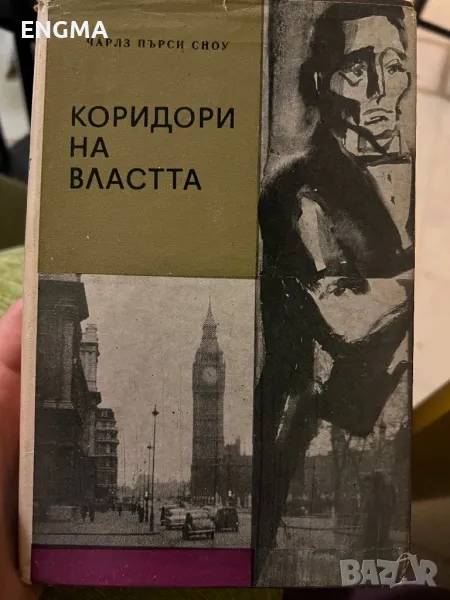 ENGMA
ЧАРЛЗ ПЪРСИ СНОУ
КОРИДОРИ
НА
ВЛАСТТА
BAZAR